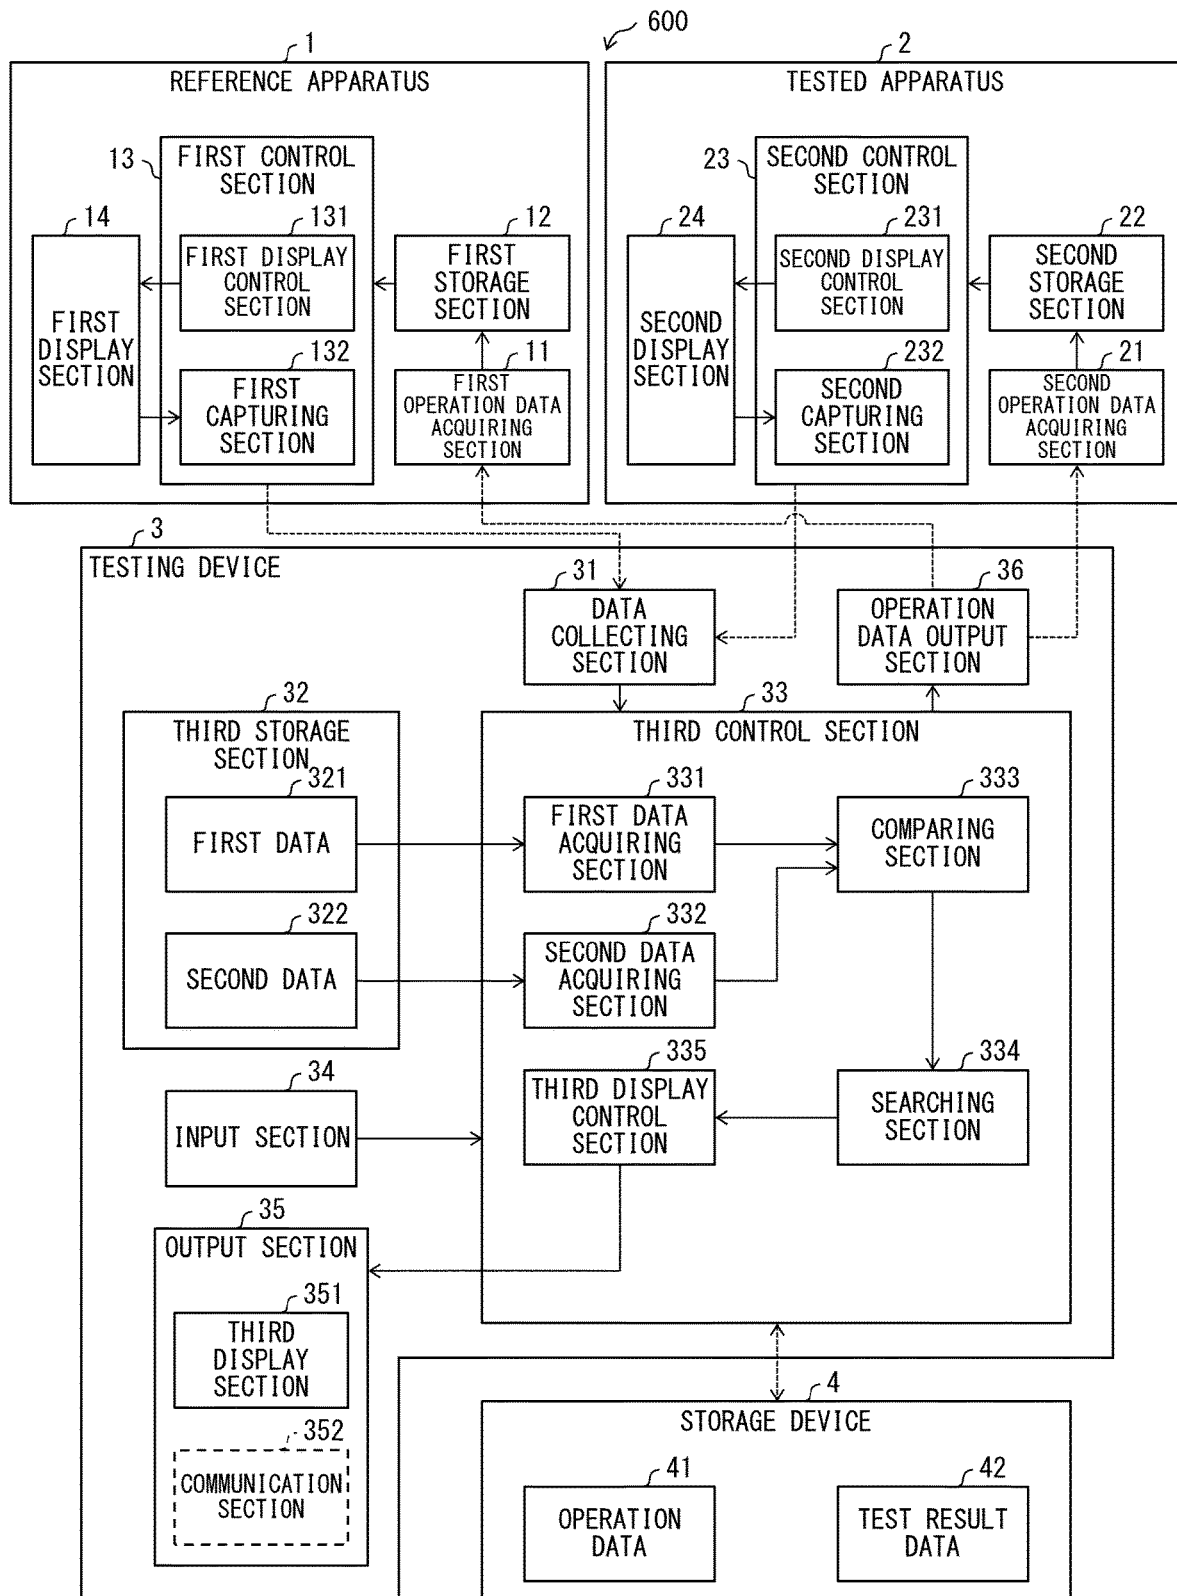 600
1
REFERENCE APPARATUS
13
FIRST CONTROL
SECTION
14
FIRST
DISPLAY
SECTION
131
FIRST DISPLAY
CONTROL
SECTION
132
FIRST
CAPTURING
SECTION
12
FIRST
STORAGE
SECTION
11
FIRST
OPERATION DATA
ACQUIRING
SECTION
2
TESTED APPARATUS
23
SECOND CONTROL
SECTION
24
SECOND
DISPLAY
SECTION
231
SECOND DISPLAY
CONTROL
SECTION
232
SECOND
CAPTURING
SECTION
22
SECOND
STORAGE
SECTION
21
SECOND
OPERATION DATA
ACQUIRING
SECTION
3
TESTING DEVICE
31
DATA
COLLECTING
SECTION
36
OPERATION
DATA OUTPUT
SECTION
32
THIRD STORAGE
SECTION
321
FIRST DATA
322
SECOND DATA
33
THIRD CONTROL SECTION
331
FIRST DATA
ACQUIRING
SECTION
333
COMPARING
SECTION
332
SECOND DATA
ACQUIRING
SECTION
335
THIRD DISPLAY
CONTROL
SECTION
334
SEARCHING
SECTION
34
INPUT SECTION
35
OUTPUT SECTION
351
THIRD
DISPLAY
SECTION
352
COMMUNICATION
SECTION
4
STORAGE DEVICE
41
OPERATION
DATA
42
TEST RESULT
DATA